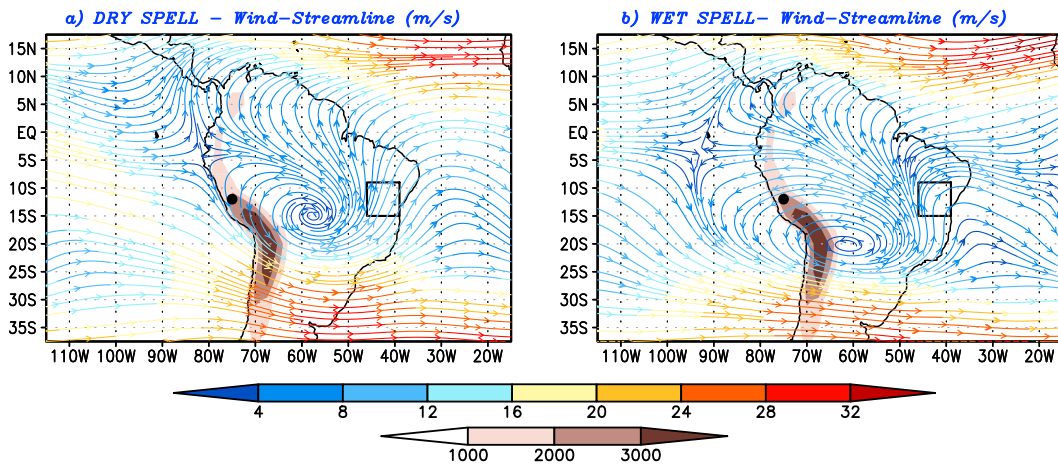 a) DRY SPELL - Wind-Streamline (m/s)
b) WET SPELL- Wind-Streamline (m/s)
15N
10N
5N
EQ
5S
10S
15S
20S
25S
30S
35S
110W 100W 90W 80W 70W 60W 50W 40W 30W 20W
15N
10N
5N
EQ
5S
10S
15S
20S
25S
30S
35S
110W 100W 90W 80W 70W 60W 50W 40W 30W 20W
4 8 12 16 20 24 28 32
1000 2000 3000